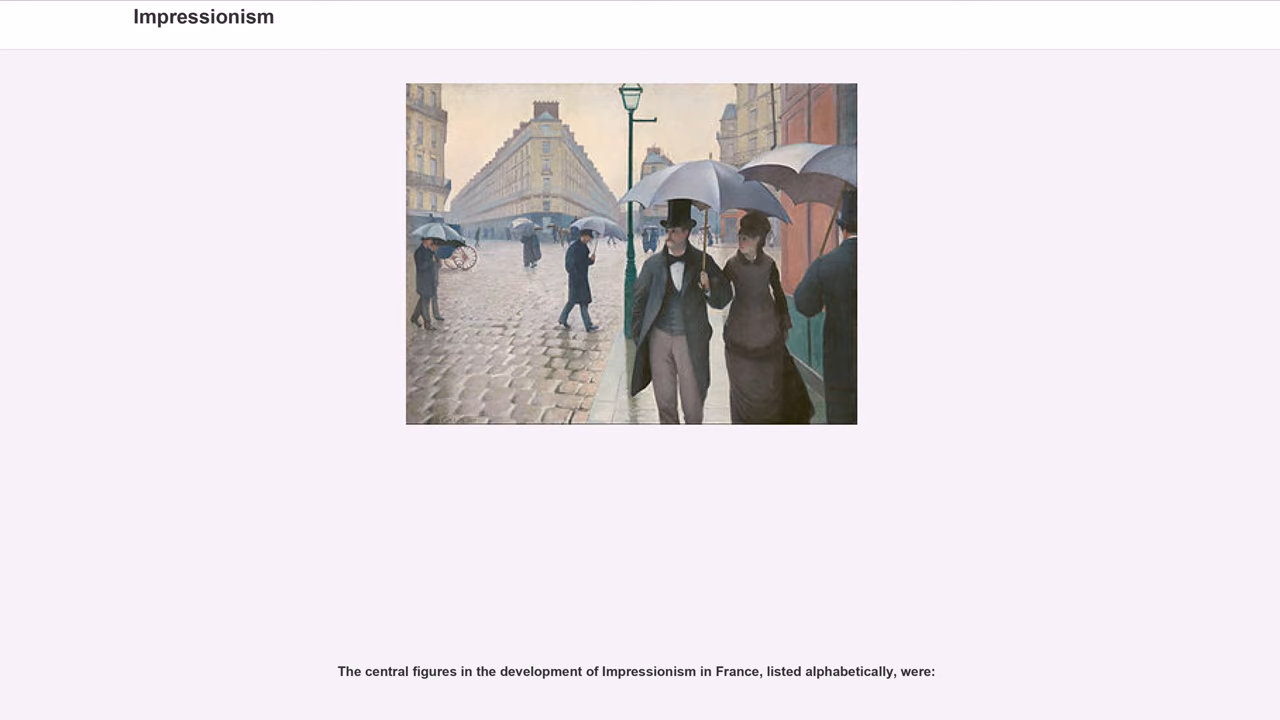 Impressionism
The central figures in the development of Impressionism in France, listed alphabetically, were: